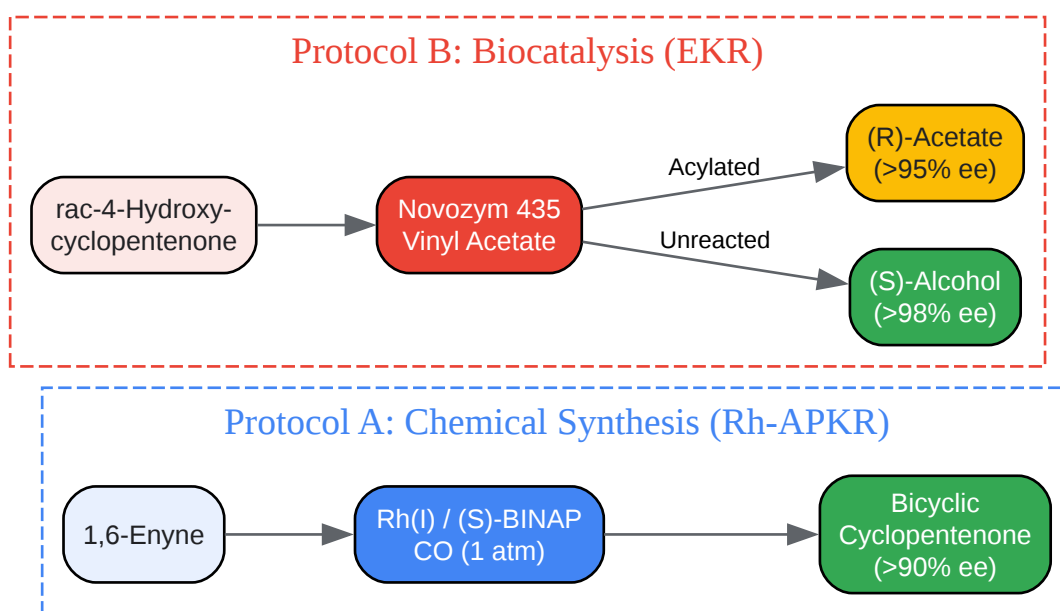 Protocol B: Biocatalysis (EKR)
rac-4-Hydroxy-
cyclopentenone
Novozym 435
Vinyl Acetate
Acylated
Unreacted
(R)-Acetate
(>95% ee)
(S)-Alcohol
(>98% ee)
Protocol A: Chemical Synthesis (Rh-APKR)
1,6-Enyne
Rh(I) / (S)-BINAP
CO (1 atm)
Bicyclic
Cyclopentenone
(>90% ee)